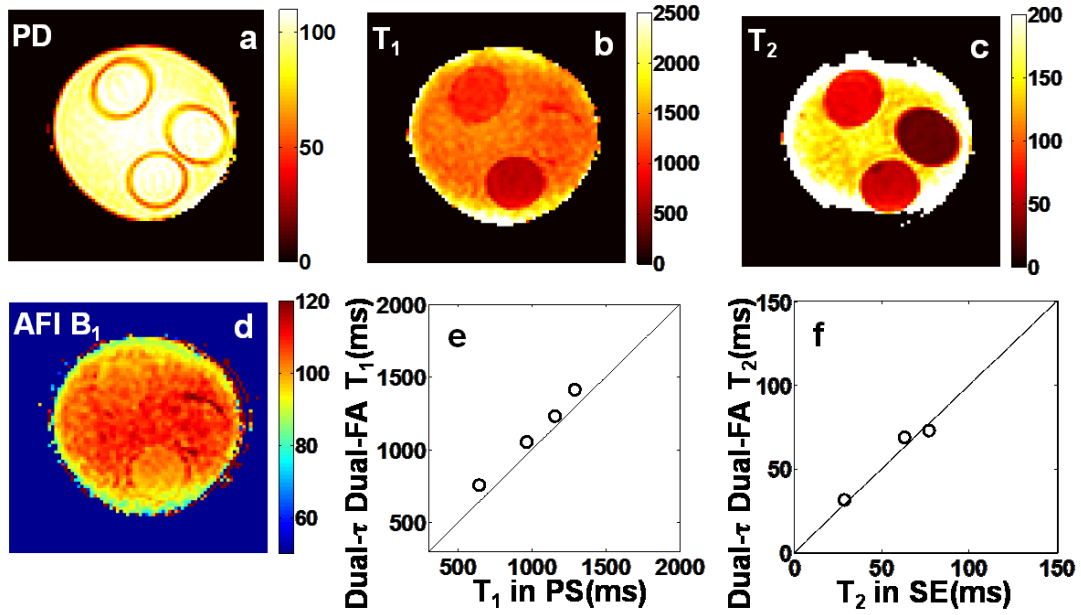 PD
a
100
50
0
T1
b
2500
2000
1500
1000
500
0
T2
c
200
150
100
50
0
AFI B1
d
120
100
80
60
e
2000
1500
1000
500
500 1000 1500 2000
Dual-τ Dual-FA T1(ms)
T1 in PS(ms)
f
150
100
50
0
0 50 100 150
Dual-τ Dual-FA T2(ms)
T2 in SE(ms)